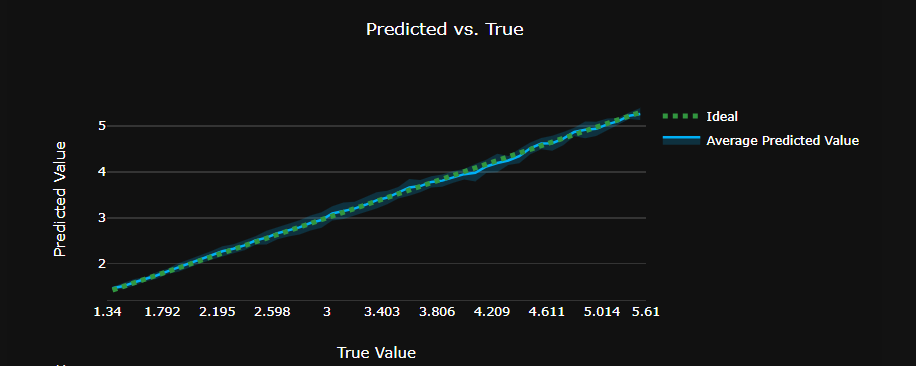 Predicted vs. True
Ideal
Average Predicted Value
Predicted Value
5
4
3
2
1.34 1.792 2.195 2.598 3 3.403 3.806 4.209 4.611 5.014 5.61
True Value